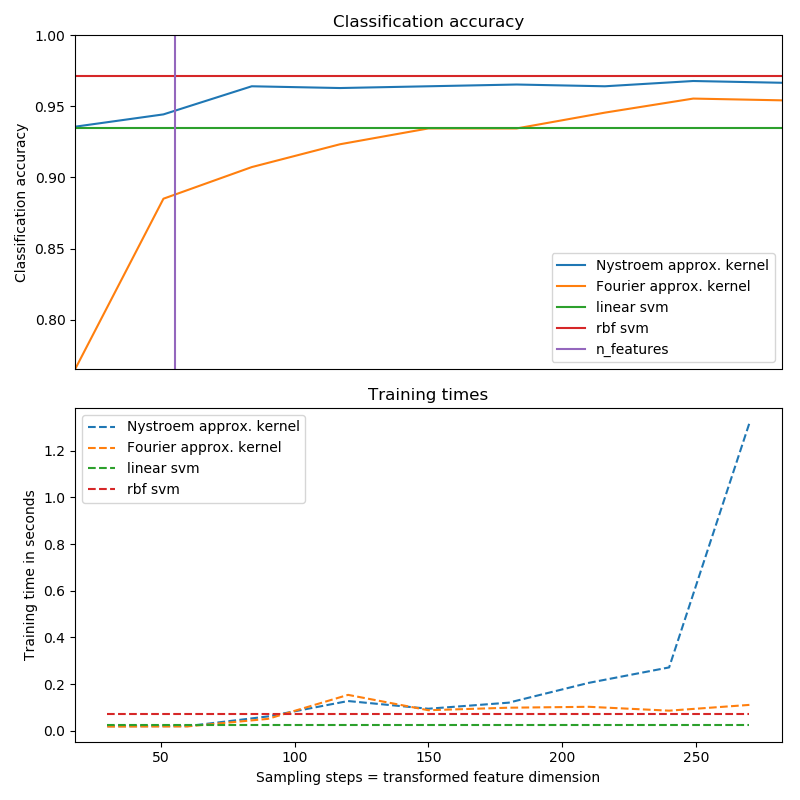 Classification accuracy
1.00
0.95
0.90
0.85
0.80
Classification accuracy
Nystroem approx. kernel
Fourier approx. kernel
linear svm
rbf svm
n_features
Training times
Nystroem approx. kernel
Fourier approx. kernel
linear svm
rbf svm
1.2
1.0
0.8
0.6
0.4
0.2
0.0
Training time in seconds
50
100
150
200
250
Sampling steps = transformed feature dimension